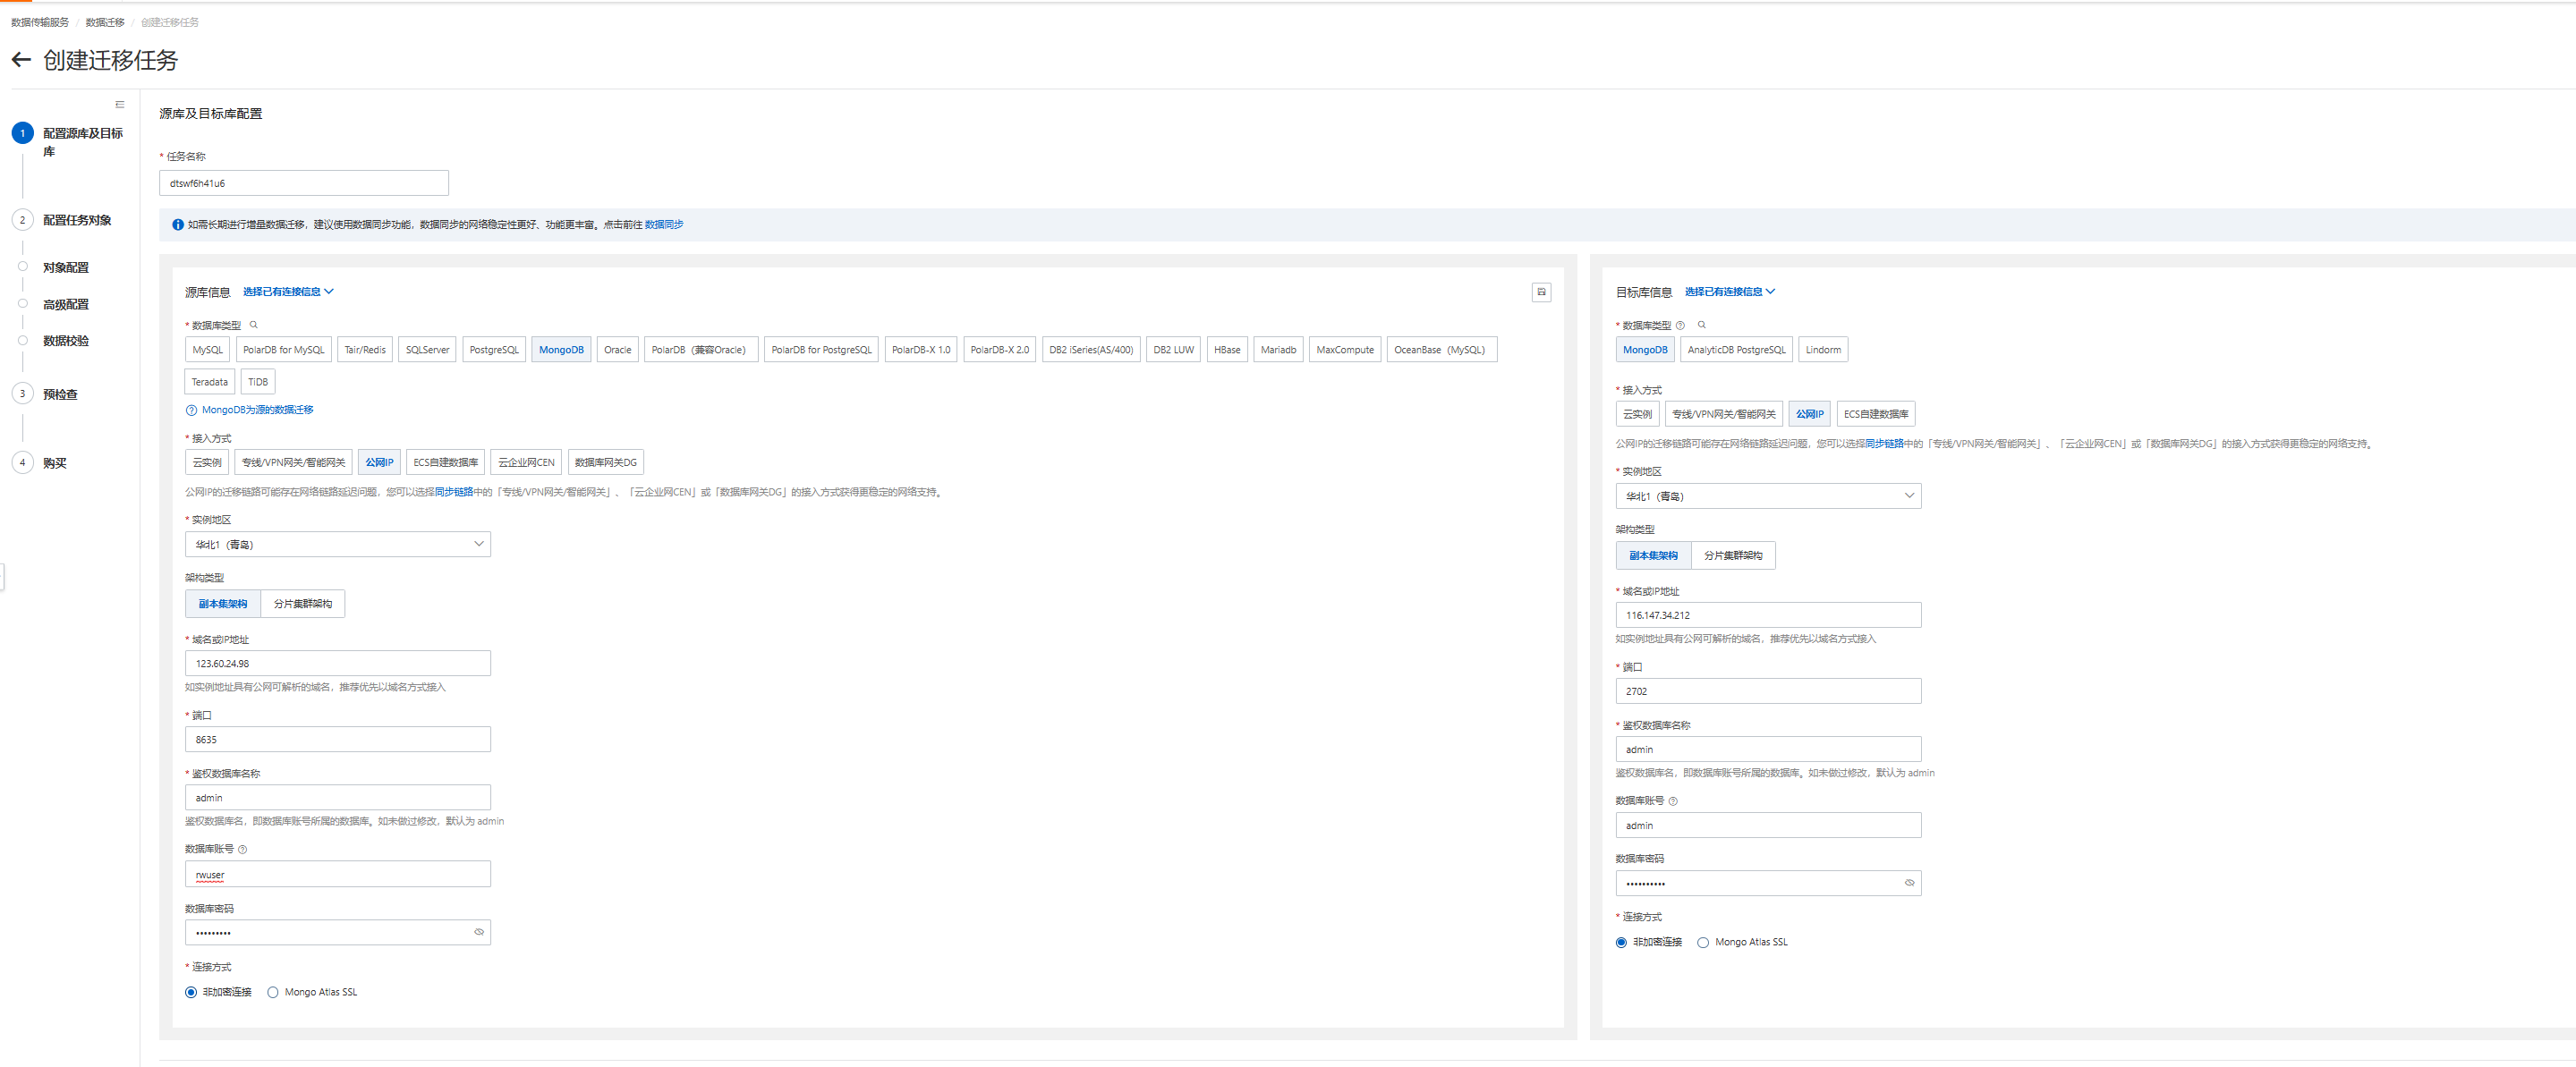 数据传输服务 / 数据迁移 / 创建迁移任务
创建迁移任务
1 配置源库及目标库
2 配置任务对象
对象配置
高级配置
数据校验
3 预检查
4 购买
源库及目标库配置
* 任务名称
dtswf6h41u6
如需长期进行增量数据迁移，建议使用数据同步功能，数据同步的网络稳定性更好、功能更丰富。点击前往 数据同步
源库信息 选择已有连接信息
* 数据库类型
MySQL PolarDB for MySQL Tair/Redis SQLServer PostgreSQL MongoDB Oracle PolarDB（兼容Oracle） PolarDB for PostgreSQL PolarDB-X 1.0 PolarDB-X 2.0 DB2 iSeries(AS/400) DB2 LUW HBase Mariadb MaxCompute OceanBase（MySQL）
Teradata TiDB
MongoDB为源的数据迁移
* 接入方式
云实例 专线/VPN网关/智能网关 公网IP ECS自建数据库 云企业网CEN 数据库网关DG
公网IP的迁移链路可能存在网络链路延迟问题，您可以选择同步链路中的「专线/VPN网关/智能网关」、「云企业网CEN」或「数据库网关DG」的接入方式获得更稳定的网络支持。
* 实例地区
华北1（青岛）
架构类型
副本集架构 分片集群架构
* 域名或IP地址
123.60.24.98
如实例地址具有公网可解析的域名，推荐优先以域名方式接入
* 端口
8635
* 鉴权数据库名称
admin
鉴权数据库名，即数据库账号所属的数据库。如未做过修改，默认为 admin
数据库账号
rwuser
数据库密码
•••••••••
* 连接方式
非加密连接 Mongo Atlas SSL
目标库信息 选择已有连接信息
* 数据库类型
MongoDB AnalyticDB PostgreSQL Lindorm
* 接入方式
云实例 专线/VPN网关/智能网关 公网IP ECS自建数据库
公网IP的迁移链路可能存在网络链路延迟问题，您可以选择同步链路中的「专线/VPN网关/智能网关」、「云企业网CEN」或「数据库网关DG」的接入方式获得更稳定的网络支持。
* 实例地区
华北1（青岛）
架构类型
副本集架构 分片集群架构
* 域名或IP地址
116.147.34.212
如实例地址具有公网可解析的域名，推荐优先以域名方式接入
* 端口
2702
* 鉴权数据库名称
admin
鉴权数据库名，即数据库账号所属的数据库。如未做过修改，默认为 admin
数据库账号
admin
数据库密码
••••••••••
* 连接方式
非加密连接 Mongo Atlas SSL